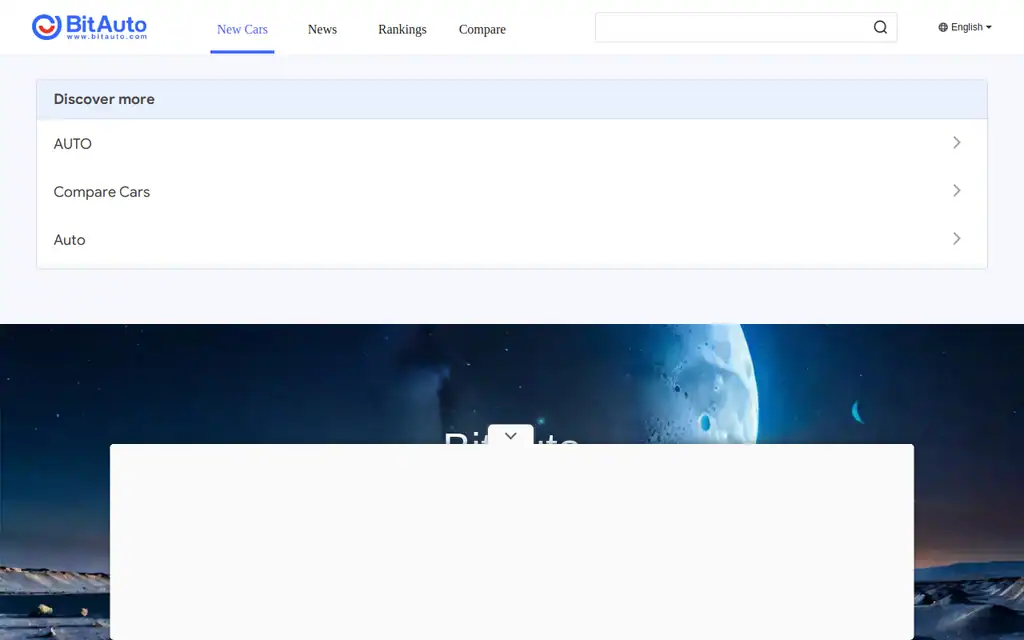 BitAuto
www.bitauto.com
New Cars
News
Rankings
Compare
English
Discover more
AUTO
Compare Cars
Auto